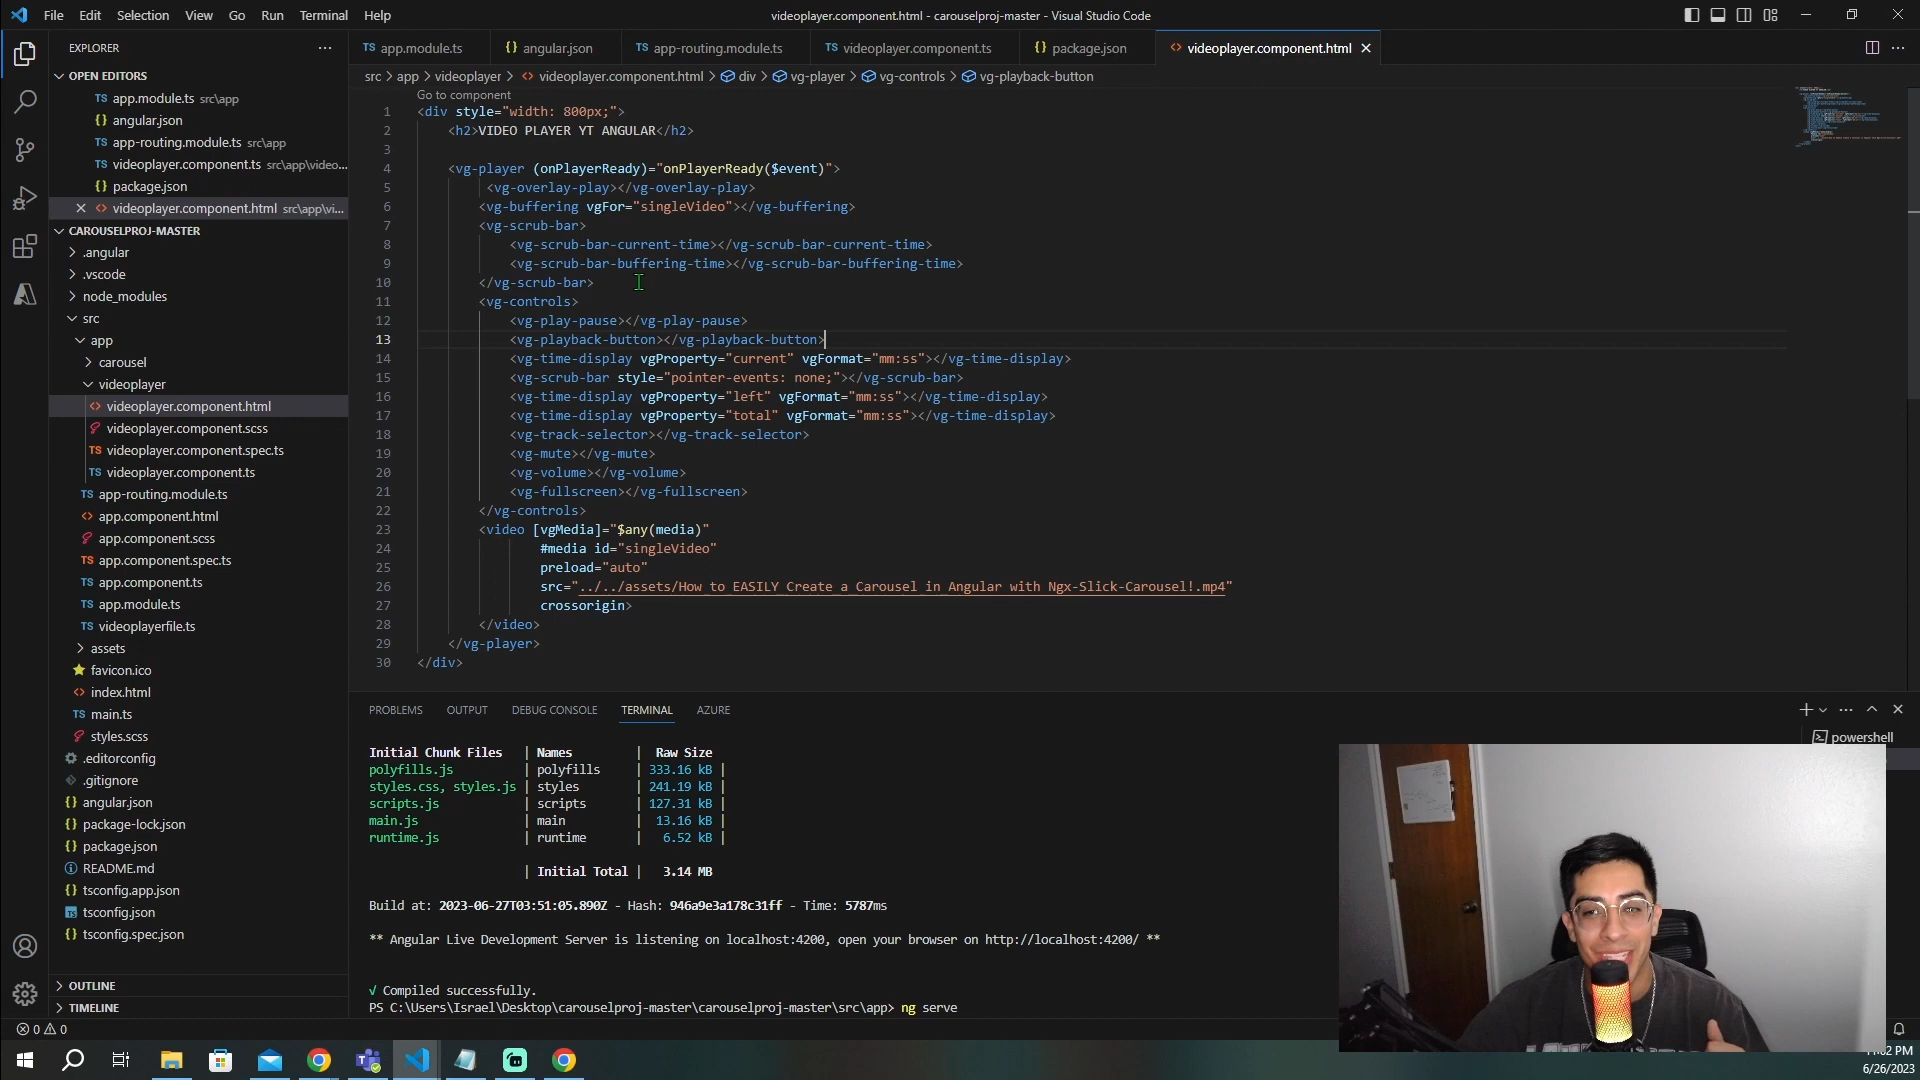 File Edit Selection View Go Run Terminal Help
videoplayer.component.html - carouselproj-master - Visual Studio Code
EXPLORER
OPEN EDITORS
app.module.ts src\app
angular.json
app-routing.module.ts src\app
videoplayer.component.ts src\app\video...
package.json
videoplayer.component.html src\app\vi...
CAROUSELPROJ-MASTER
.angular
.vscode
node_modules
src
app
carousel
videoplayer
videoplayer.component.html
videoplayer.component.scss
TS videoplayer.component.spec.ts
TS videoplayer.component.ts
TS app-routing.module.ts
app.component.html
app.component.scss
TS app.component.spec.ts
TS app.component.ts
TS app.module.ts
TS videoplayerfile.ts
assets
favicon.ico
index.html
TS main.ts
styles.scss
.editorconfig
.gitignore
angular.json
package-lock.json
package.json
README.md
tsconfig.app.json
tsconfig.json
tsconfig.spec.json
OUTLINE
TIMELINE
TS app.module.ts {} angular.json TS app-routing.module.ts TS videoplayer.component.ts {} package.json <> videoplayer.component.html
src > app > videoplayer > <> videoplayer.component.html > div > vg-player > vg-controls > vg-playback-button
Go to component
1 <div style="width: 800px;">
2 <h2>VIDEO PLAYER YT ANGULAR</h2>
3
4 <vg-player (onPlayerReady)="onPlayerReady($event)">
5 <vg-overlay-play></vg-overlay-play>
6 <vg-buffering vgFor="singleVideo"></vg-buffering>
7 <vg-scrub-bar>
8 <vg-scrub-bar-current-time></vg-scrub-bar-current-time>
9 <vg-scrub-bar-buffering-time></vg-scrub-bar-buffering-time>
10 </vg-scrub-bar>
11 <vg-controls>
12 <vg-play-pause></vg-play-pause>
13 <vg-playback-button></vg-playback-button>
14 <vg-time-display vgProperty="current" vgFormat="mm:ss"></vg-time-display>
15 <vg-scrub-bar style="pointer-events: none;"></vg-scrub-bar>
16 <vg-time-display vgProperty="left" vgFormat="mm:ss"></vg-time-display>
17 <vg-time-display vgProperty="total" vgFormat="mm:ss"></vg-time-display>
18 <vg-track-selector></vg-track-selector>
19 <vg-mute></vg-mute>
20 <vg-volume></vg-volume>
21 <vg-fullscreen></vg-fullscreen>
22 </vg-controls>
23 <video [vgMedia]="$any(media)"
24 #media id="singleVideo"
25 preload="auto"
26 src="../../assets/How to EASILY Create a Carousel in Angular with Ngx-Slick-Carousel!.mp4"
27 crossorigin>
28 </video>
29 </vg-player>
30 </div>
PROBLEMS OUTPUT DEBUG CONSOLE TERMINAL AZURE
powershell
Initial Chunk Files | Names | Raw Size
polyfills.js | polyfills | 333.16 kB |
styles.css, styles.js | styles | 241.19 kB |
scripts.js | scripts | 127.31 kB |
main.js | main | 13.16 kB |
runtime.js | runtime | 6.52 kB |
| Initial Total | 3.14 MB
Build at: 2023-06-27T03:51:05.890Z - Hash: 946a9e3a178c31ff - Time: 5787ms
** Angular Live Development Server is listening on localhost:4200, open your browser on http://localhost:4200/ **
√ Compiled successfully.
PS C:\Users\Israel\Desktop\carouselproj-master\carouselproj-master\src\app> ng serve
0 0
PM
6/26/2023